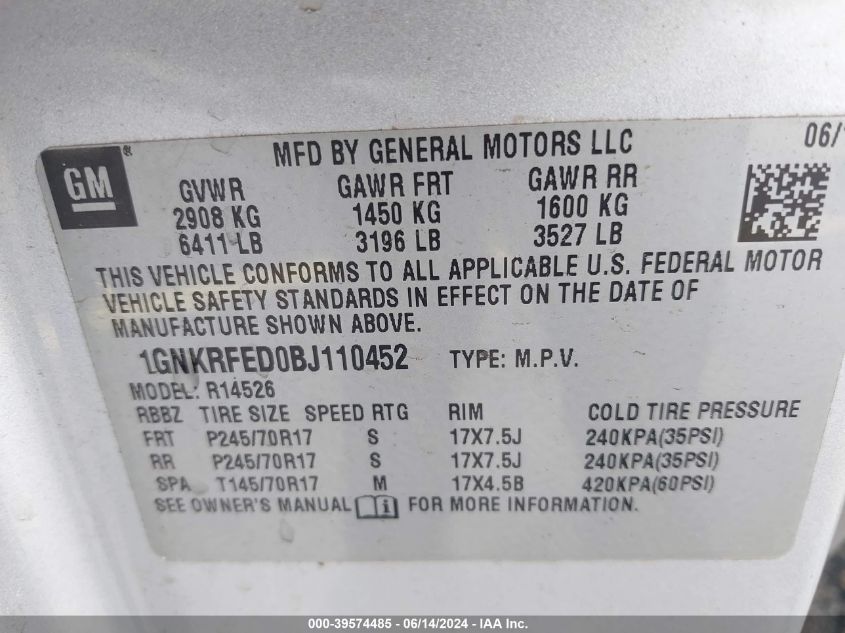 MFD BY GENERAL MOTORS LLC 06/
GM®
GVWR GAWR FRT GAWR RR
2908 KG 1450 KG 1600 KG
6411 LB 3196 LB 3527 LB
THIS VEHICLE CONFORMS TO ALL APPLICABLE U.S. FEDERAL MOTOR
VEHICLE SAFETY STANDARDS IN EFFECT ON THE DATE OF
MANUFACTURE SHOWN ABOVE.
1GNKRFED0BJ110452 TYPE: M.P.V.
MODEL: R14526
RBBZ TIRE SIZE SPEED RTG RIM COLD TIRE PRESSURE
FRT P245/70R17 S 17X7.5J 240KPA(35PSI)
RR P245/70R17 S 17X7.5J 240KPA(35PSI)
SPA T145/70R17 M 17X4.5B 420KPA(60PSI)
SEE OWNER'S MANUAL i FOR MORE INFORMATION.
000-39574485 - 06/14/2024 - IAA Inc.